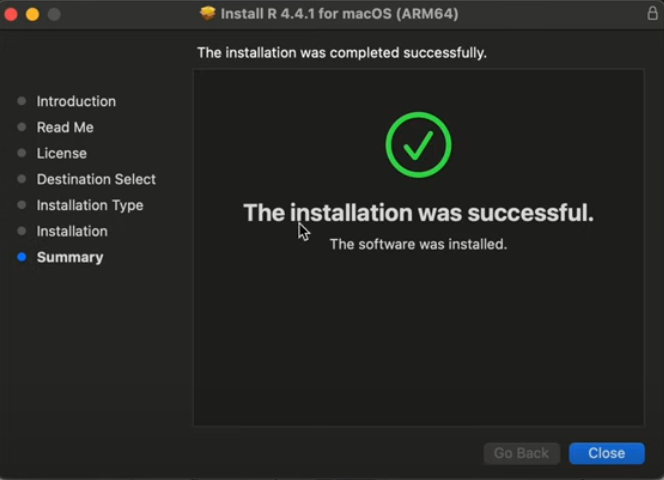 Install R 4.4.1 for macOS (ARM64)
The installation was completed successfully.
Introduction
Read Me
License
Destination Select
Installation Type
Installation
Summary
The installation was successful.
The software was installed.
Go Back
Close